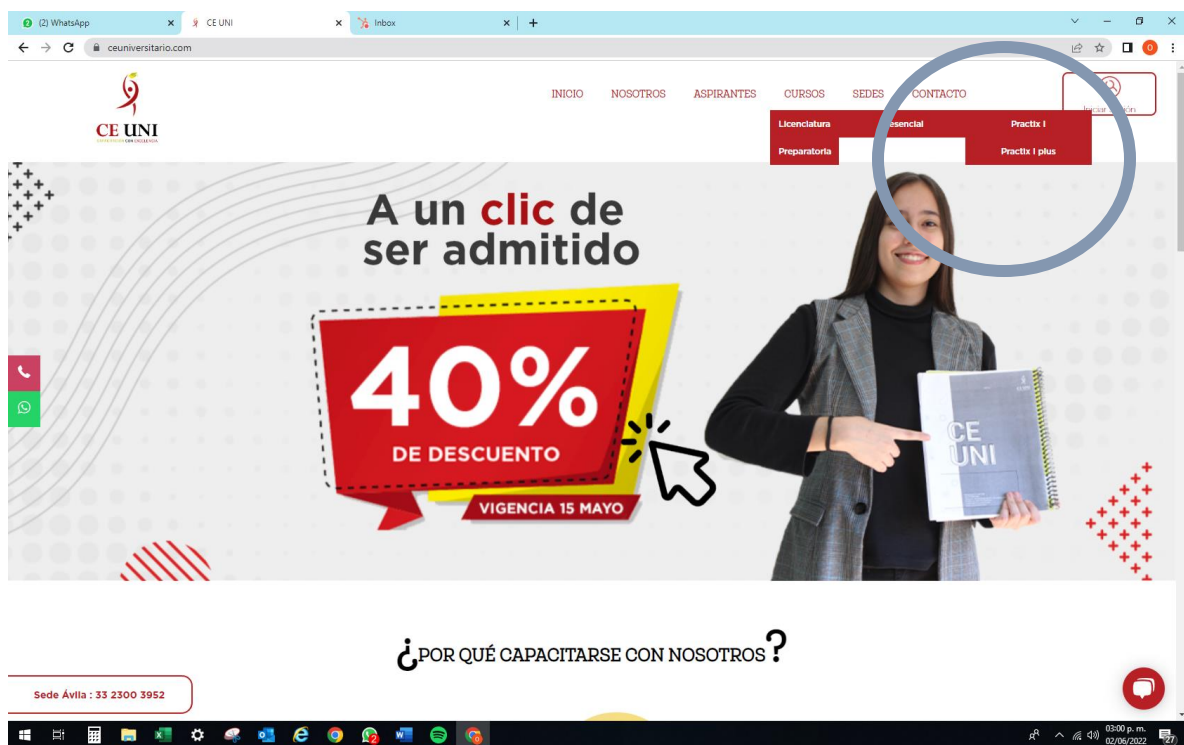 (2) WhatsApp
CE UNI
Inbox
ceuniversitario.com
CE UNI
INICIO NOSOTROS ASPIRANTES CURSOS SEDES CONTACTO
Licenciatura
Practix I
Preparatoria
Practix I plus
A un clic de
ser admitido
40%
DE DESCUENTO
VIGENCIA 15 MAYO
CE
UNI
¿POR QUÉ CAPACITARSE CON NOSOTROS?
Sede Ávila : 33 2300 3952
03:00 p. m.
02/06/2022
27